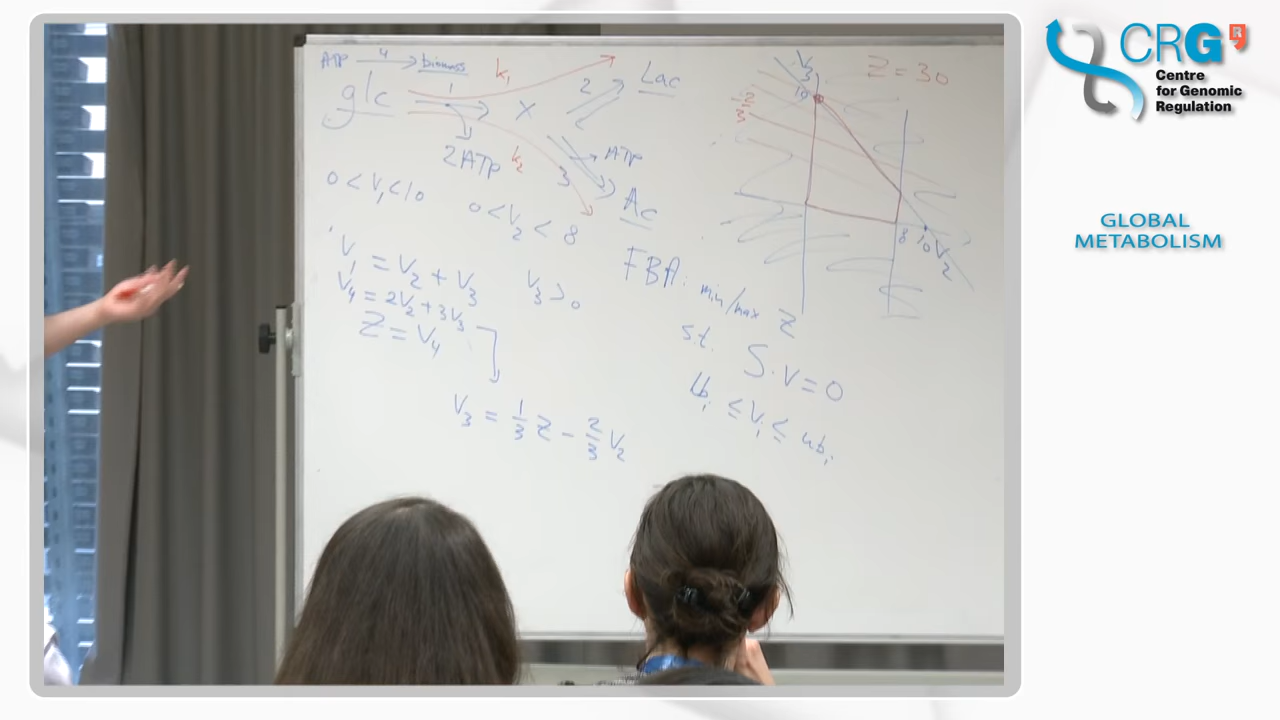 ATP 4 → biomass
k₁
glc 1 → X 2 Lac
2ATP k₂ 3 ATP
Ac
0 < V₁ < 10
0 < V₂ < 8
V₁ = V₂ + V₃
V₃ > 0
V₄ = 2V₂ + 3V₃
Z = V₄
V₃ = 1/3 Z - 2/3 V₂
FBA: min/max Z
s.t. S·V = 0
lbᵢ ≤ Vᵢ ≤ ubᵢ
V₃
10
-2/3
Z = 30
8 10 V₂
CRG R
Centre
for Genomic
Regulation
GLOBAL
METABOLISM